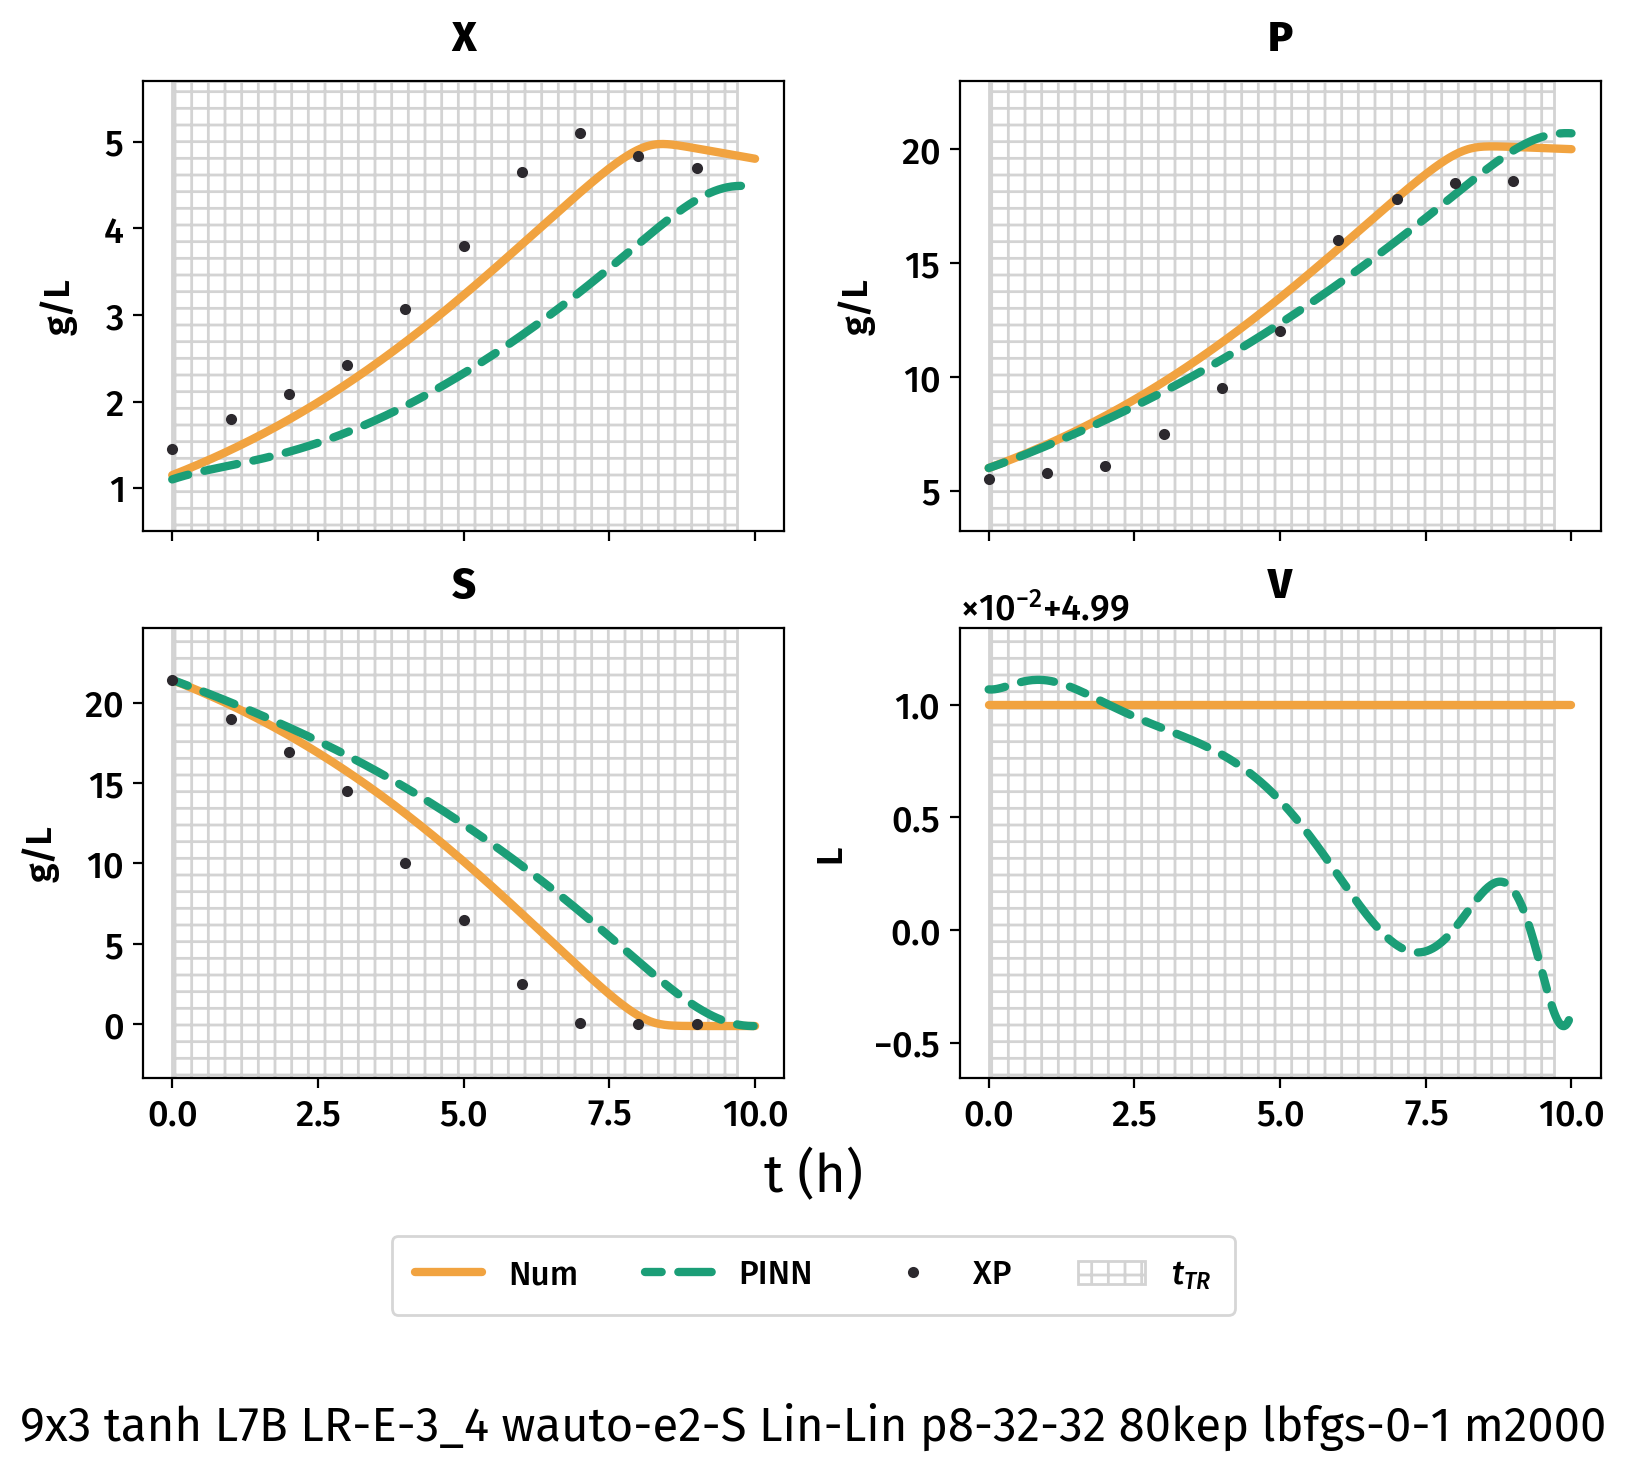 X
P
g/L
5
4
3
2
1
g/L
20
15
10
5
S
V
×10⁻²+4.99
g/L
20
15
10
5
0
L
1.0
0.5
0.0
−0.5
0.0 2.5 5.0 7.5 10.0
0.0 2.5 5.0 7.5 10.0
t (h)
Num PINN XP t_TR
9x3 tanh L7B LR-E-3_4 wauto-e2-S Lin-Lin p8-32-32 80kep lbfgs-0-1 m2000